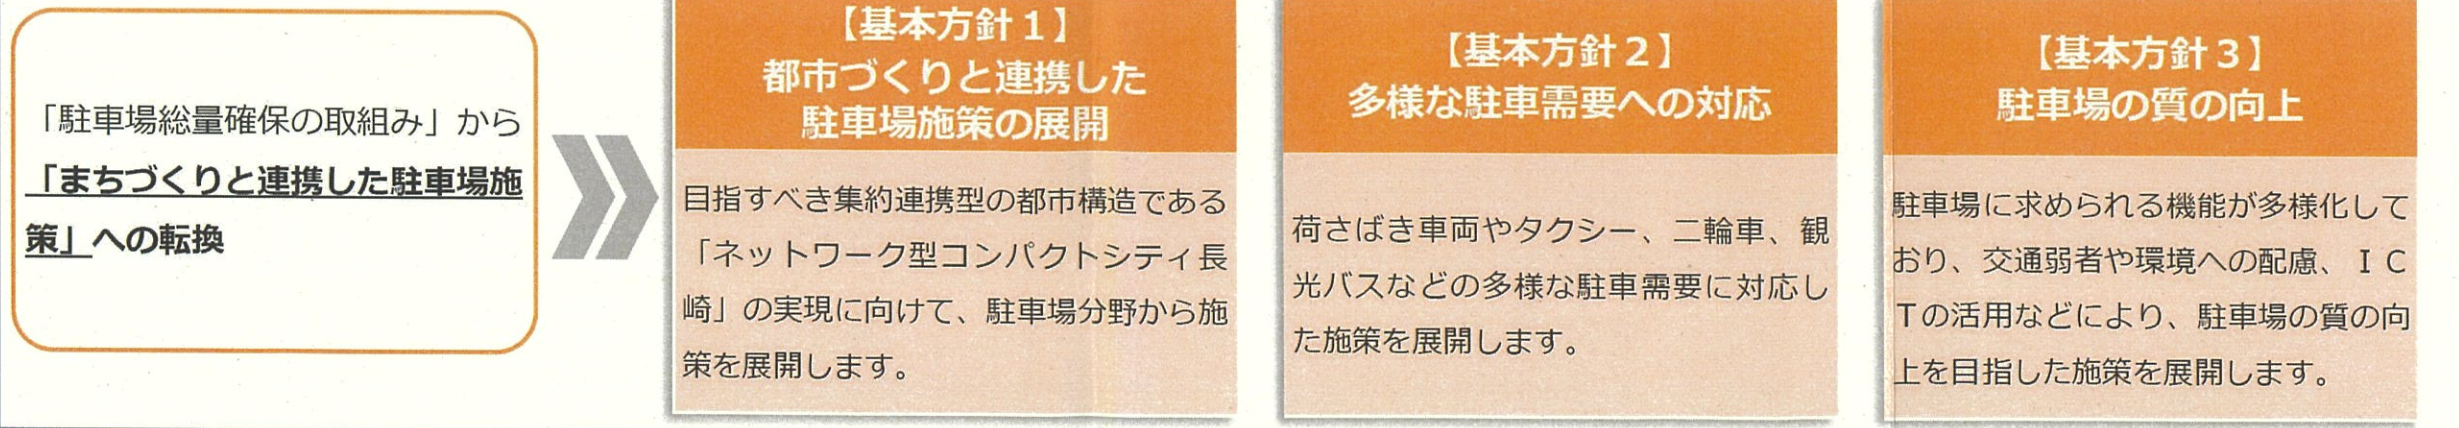 「駐車場総量確保の取組み」から
「まちづくりと連携した駐車場施
策」への転換
【基本方針１】
都市づくりと連携した
駐車場施策の展開
目指すべき集約連携型の都市構造である
「ネットワーク型コンパクトシティ長
崎」の実現に向けて、駐車場分野から施
策を展開します。
【基本方針２】
多様な駐車需要への対応
荷さばき車両やタクシー、二輪車、観
光バスなどの多様な駐車需要に対応し
た施策を展開します。
【基本方針３】
駐車場の質の向上
駐車場に求められる機能が多様化して
おり、交通弱者や環境への配慮、ＩＣ
Ｔの活用などにより、駐車場の質の向
上を目指した施策を展開します。